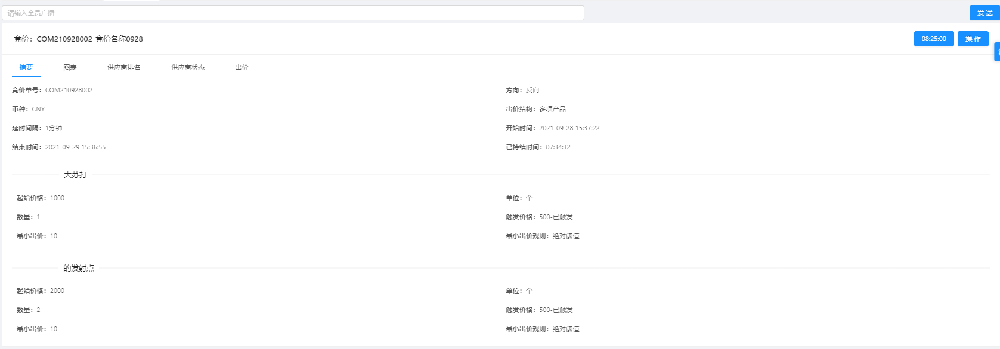 请输入全员广播
发 送
竞价：COM210928002-竞价名称0928
08:25:00
操 作
摘要 图表 供应商排名 供应商状态 出价
竞价单号：COM210928002 方向：反向
币种：CNY 出价结构：多项产品
延时间隔：1分钟 开始时间：2021-09-28 15:37:22
结束时间：2021-09-29 15:36:55 已持续时间：07:34:32
大苏打
起始价格：1000 单位：个
数量：1 触发价格：500-已触发
最小出价：10 最小出价规则：绝对阈值
的发射点
起始价格：2000 单位：个
数量：2 触发价格：500-已触发
最小出价：10 最小出价规则：绝对阈值